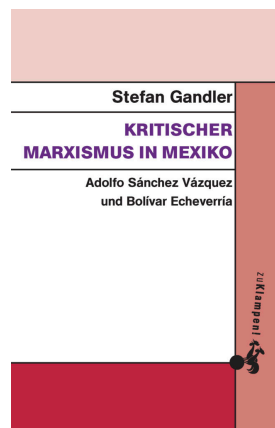 Stefan Gandler
KRITISCHER
MARXISMUS IN MEXIKO
Adolfo Sánchez Vázquez
und Bolívar Echeverría
zuKlampen!